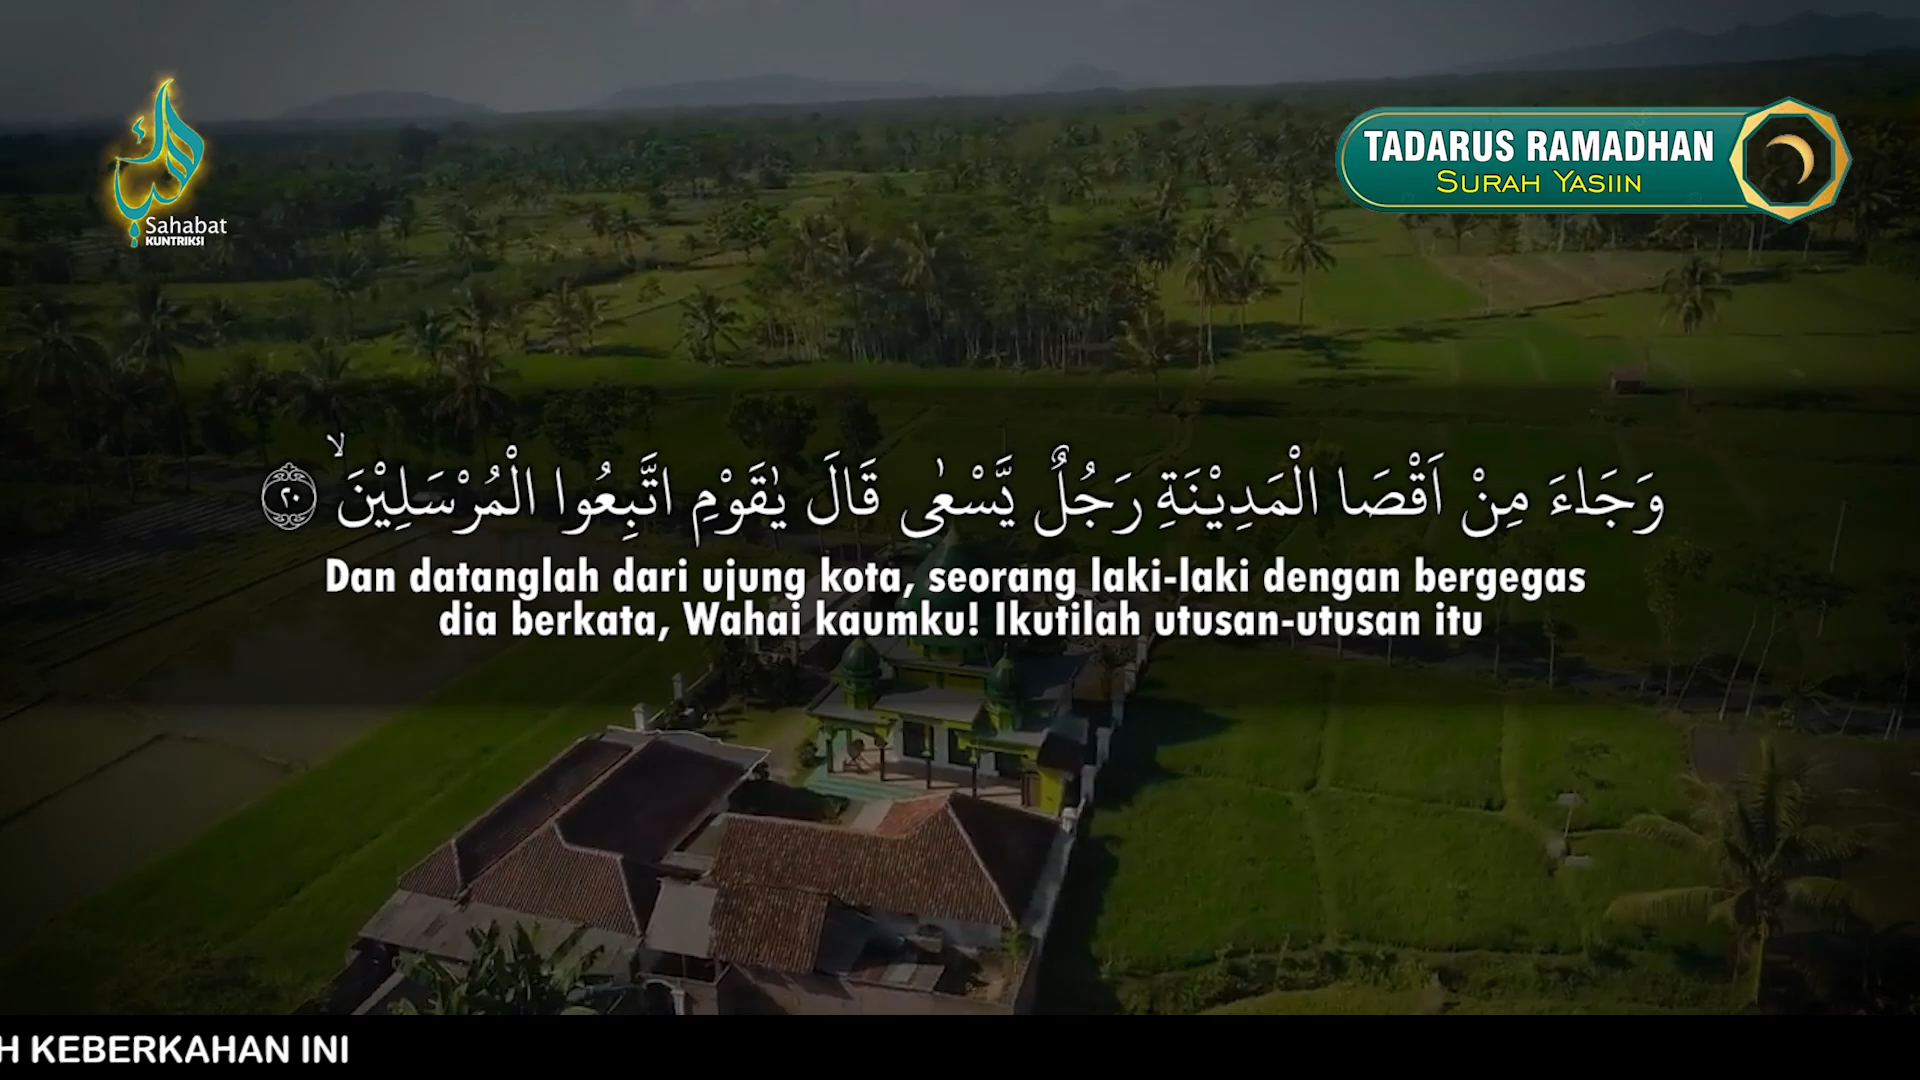 Sahabat
KUNTRIKSI
TADARUS RAMADHAN
SURAH YASIIN
وَجَاۤءَ مِنْ اَقْصَا الْمَدِيْنَةِ رَجُلٌ يَّسْعٰى قَالَ يٰقَوْمِ اتَّبِعُوا الْمُرْسَلِيْنَۙ ٢٠
Dan datanglah dari ujung kota, seorang laki-laki dengan bergegas
dia berkata, Wahai kaumku! Ikutilah utusan-utusan itu
H KEBERKAHAN INI